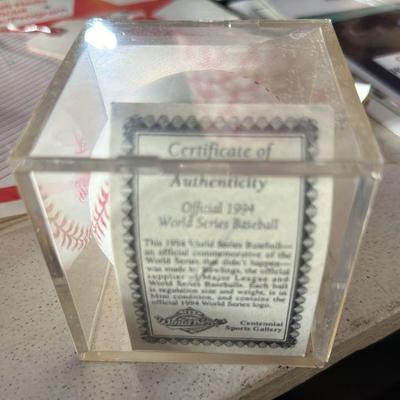 Certificate of
Authenticity
Official 1994
World Series Baseball
This 1994 World Series Baseball—
an official commemorative of the
World Series that didn't happen—
was made by Rawlings, the official
supplier of Major League and
World Series Baseballs. Each ball
is regulation size and weight, is in
Mint condition, and contains the
official 1994 World Series logo.
World Series
Centennial
Sports Gallery